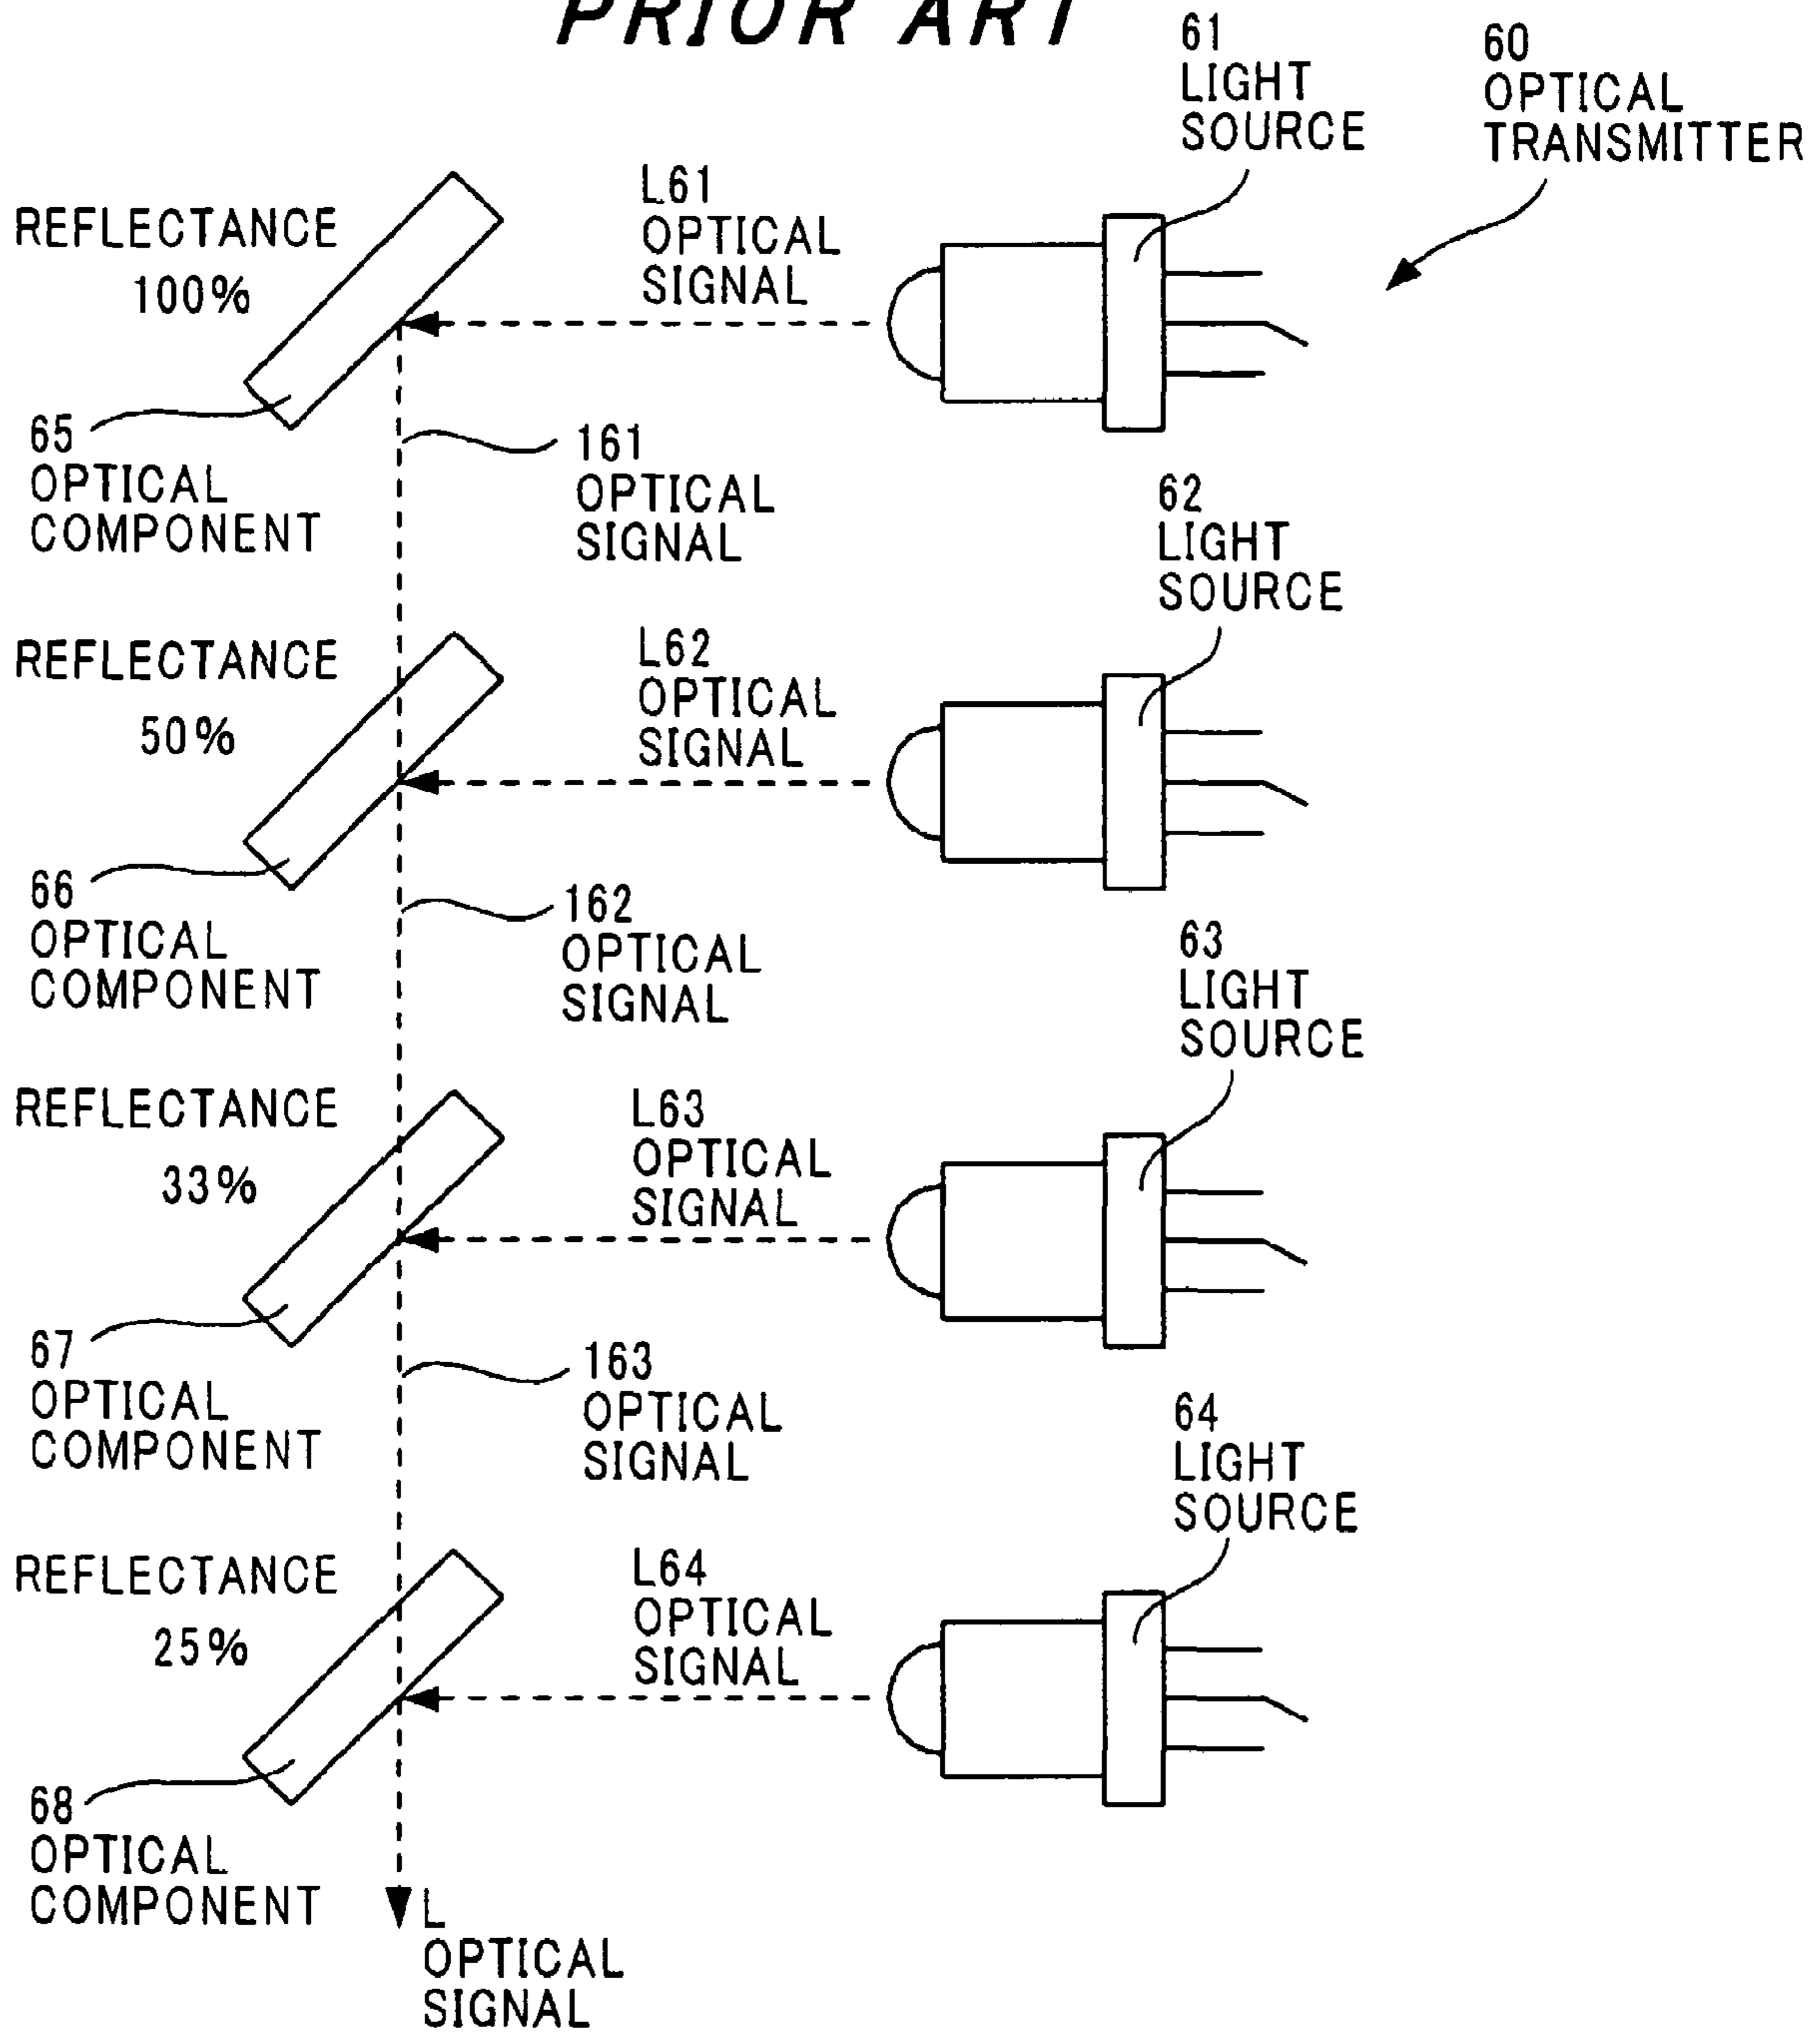 PRIOR ART
61
LIGHT
SOURCE
60
OPTICAL
TRANSMITTER
REFLECTANCE
100%
L61
OPTICAL
SIGNAL
65
OPTICAL
COMPONENT
161
OPTICAL
SIGNAL
62
LIGHT
SOURCE
REFLECTANCE
50%
L62
OPTICAL
SIGNAL
66
OPTICAL
COMPONENT
162
OPTICAL
SIGNAL
63
LIGHT
SOURCE
REFLECTANCE
33%
L63
OPTICAL
SIGNAL
67
OPTICAL
COMPONENT
163
OPTICAL
SIGNAL
64
LIGHT
SOURCE
REFLECTANCE
25%
L64
OPTICAL
SIGNAL
68
OPTICAL
COMPONENT
L
OPTICAL
SIGNAL